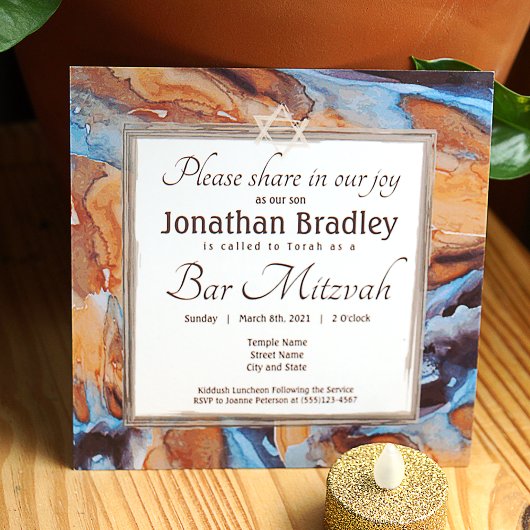 Please share in our joy
as our son
Jonathan Bradley
is called to Torah as a
Bar Mitzvah
Sunday | March 8th. 2021 | 2 O'clock
Temple Name
Street Name
City and State
Kiddush Luncheon Following the Service
RSVP to Joanne Peterson at (555)123-4567